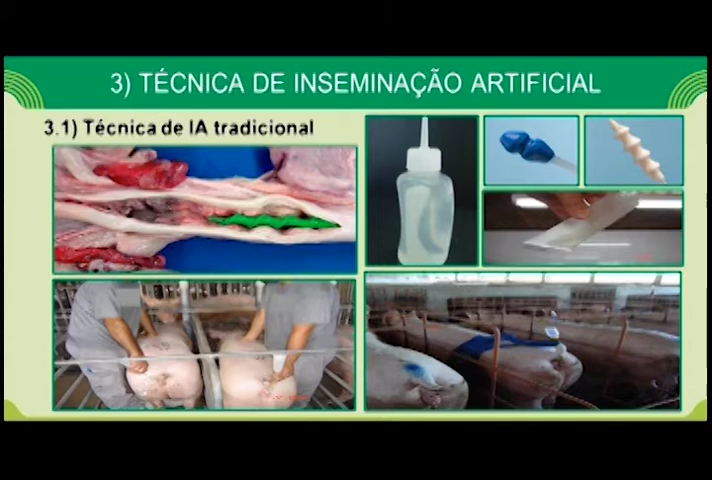 3) TÉCNICA DE INSEMINAÇÃO ARTIFICIAL
3.1) Técnica de IA tradicional